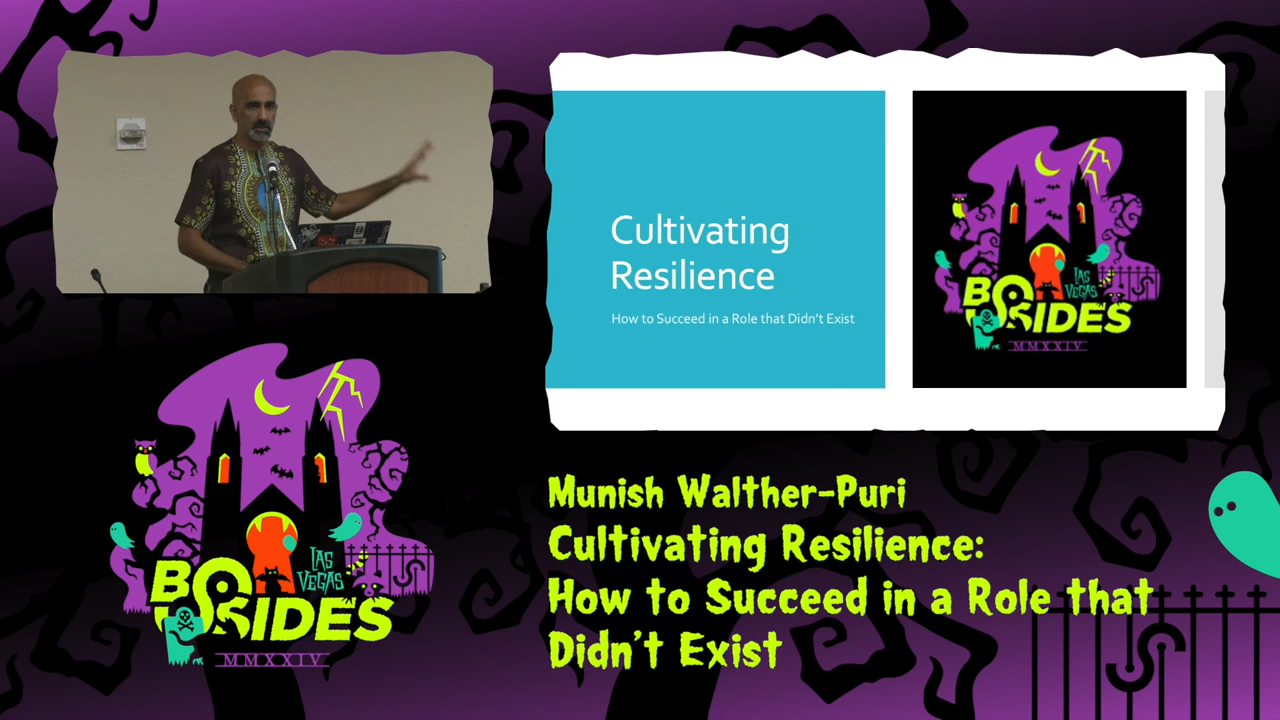 Cultivating
Resilience
How to Succeed in a Role that Didn't Exist
LAS
VEGAS
BSIDES
MMXXIV
Munish Walther-Puri
Cultivating Resilience:
How to Succeed in a Role that
Didn't Exist
LAS
VEGAS
BSIDES
MMXXIV